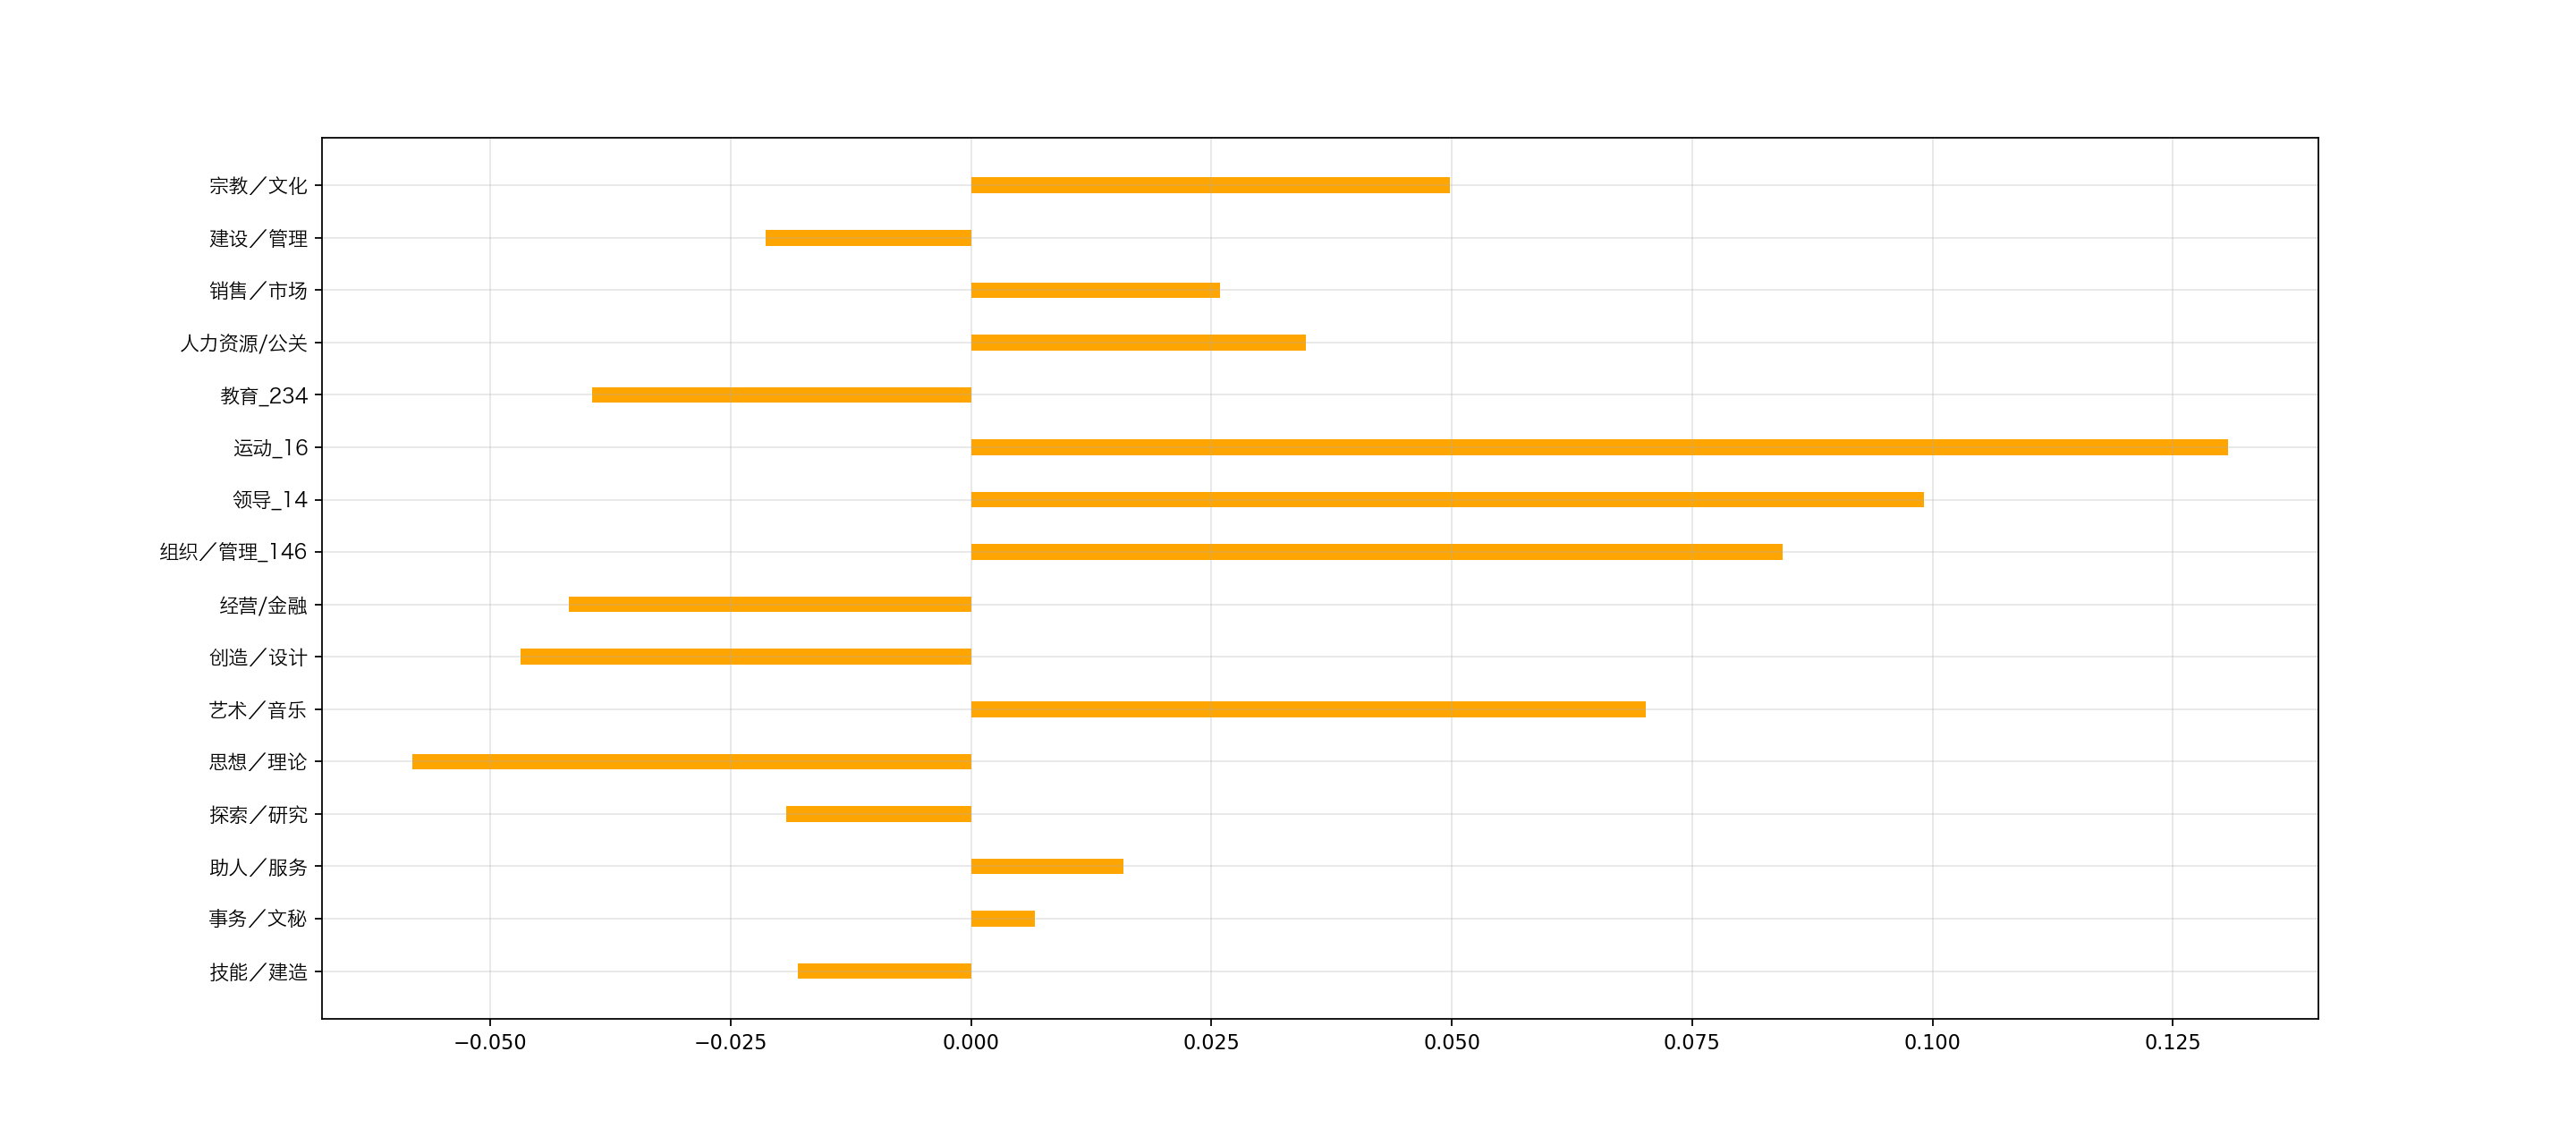 宗教／文化
建设／管理
销售／市场
人力资源/公关
教育_234
运动_16
领导_14
组织／管理_146
经营/金融
创造／设计
艺术／音乐
思想／理论
探索／研究
助人／服务
事务／文秘
技能／建造
−0.050 −0.025 0.000 0.025 0.050 0.075 0.100 0.125